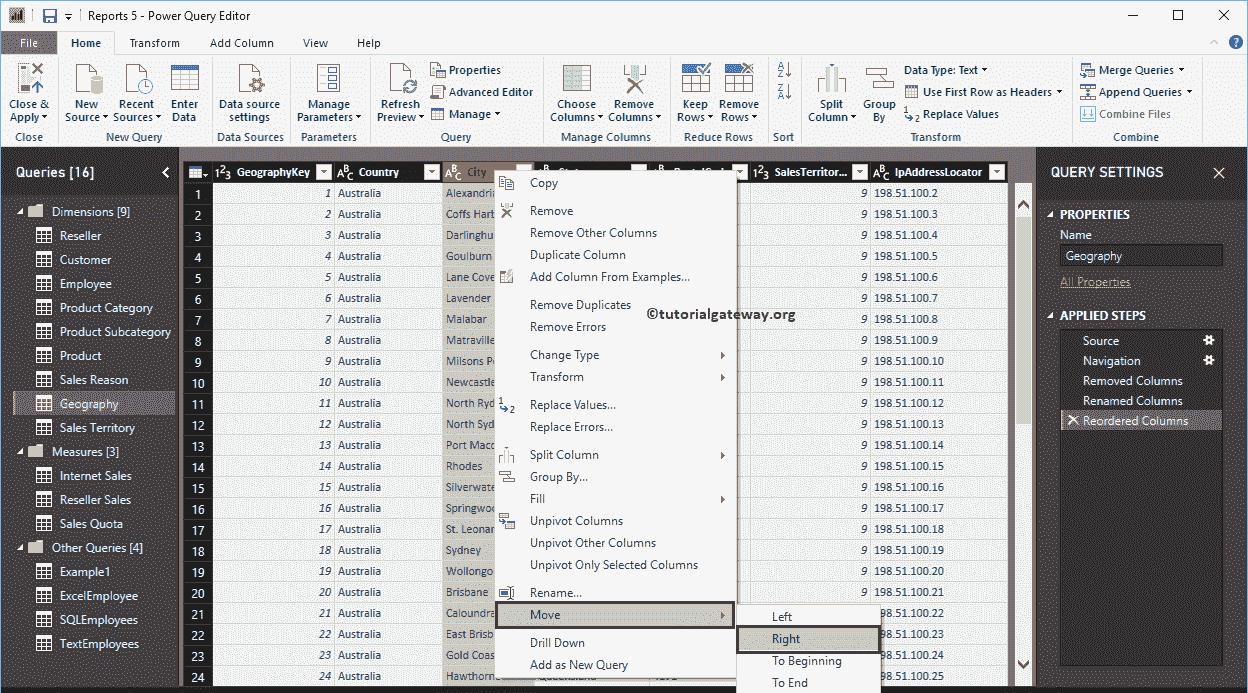 Reports 5 - Power Query Editor
File Home Transform Add Column View Help
Close & Apply
New Source
Recent Sources
Enter Data
Data source settings
Manage Parameters
Refresh Preview
Properties
Advanced Editor
Manage
Choose Columns
Remove Columns
Keep Rows
Remove Rows
Split Column
Group By
Data Type: Text
Use First Row as Headers
Replace Values
Merge Queries
Append Queries
Combine Files
Close New Query Data Sources Parameters Query Manage Columns Reduce Rows Sort Transform Combine
Queries [16]
Dimensions [9]
Reseller
Customer
Employee
Product Category
Product Subcategory
Product
Sales Reason
Geography
Sales Territory
Measures [3]
Internet Sales
Reseller Sales
Sales Quota
Other Queries [4]
Example1
ExcelEmployee
SQLEmployees
TextEmployees
GeographyKey Country City SalesTerritor... IpAddressLocator
1 1 Australia Alexandria 9 198.51.100.2
2 2 Australia Coffs Hart 9 198.51.100.3
3 3 Australia Darlinghu 9 198.51.100.4
4 4 Australia Goulburn 9 198.51.100.5
5 5 Australia Lane Cove 9 198.51.100.6
6 6 Australia Lavender 9 198.51.100.7
7 7 Australia Malabar 9 198.51.100.8
8 8 Australia Matraville 9 198.51.100.9
9 9 Australia Milsons Po 9 198.51.100.10
10 10 Australia Newcastle 9 198.51.100.11
11 11 Australia North Ryd 9 198.51.100.12
12 12 Australia North Syd 9 198.51.100.13
13 13 Australia Port Macc 9 198.51.100.14
14 14 Australia Rhodes 9 198.51.100.15
15 15 Australia Silverwate 9 198.51.100.16
16 16 Australia Springwoo 9 198.51.100.17
17 17 Australia St. Leonar 9 198.51.100.18
18 18 Australia Sydney 9 198.51.100.19
19 19 Australia Wollongo 9 198.51.100.20
20 20 Australia Brisbane 9 198.51.100.21
21 21 Australia Caloundra 198.51.100.22
22 22 Australia East Brisb 198.51.100.23
23 23 Australia Gold Coas 198.51.100.24
24 24 Australia Hawthorne Queensland 4171 198.51.100.25
Copy
Remove
Remove Other Columns
Duplicate Column
Add Column From Examples...
Remove Duplicates
Remove Errors
Change Type
Transform
Replace Values...
Replace Errors...
Split Column
Group By...
Fill
Unpivot Columns
Unpivot Other Columns
Unpivot Only Selected Columns
Rename...
Move
Drill Down
Add as New Query
Left
Right
To Beginning
To End
©tutorialgateway.org
QUERY SETTINGS
PROPERTIES
Name
Geography
All Properties
APPLIED STEPS
Source
Navigation
Removed Columns
Renamed Columns
Reordered Columns